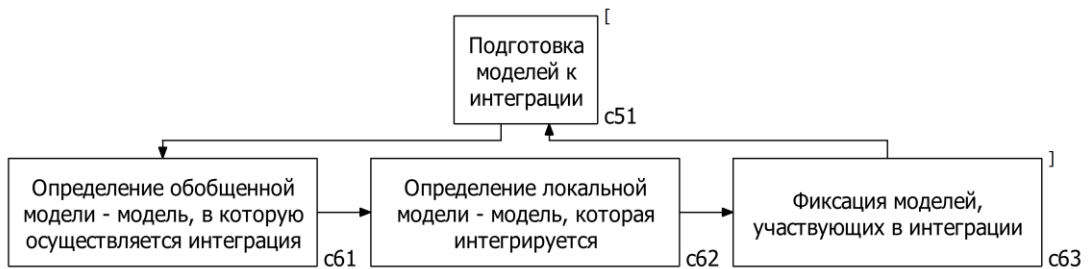 [
Подготовка
моделей к
интеграции
c51
Определение обобщенной
модели - модель, в которую
осуществляется интеграция
c61
Определение локальной
модели - модель, которая
интегрируется
c62
]
Фиксация моделей,
участвующих в интеграции
c63